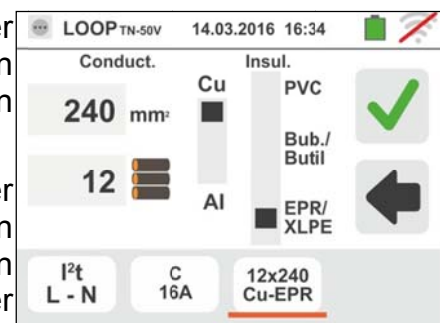 LOOP TN-50V 14.03.2016 16:34
Conduct. Insul.
240 mm²
12
Cu
Al
PVC
Bub./
Butil
EPR/
XLPE
I²t
L - N
C
16A
12x240
Cu-EPR